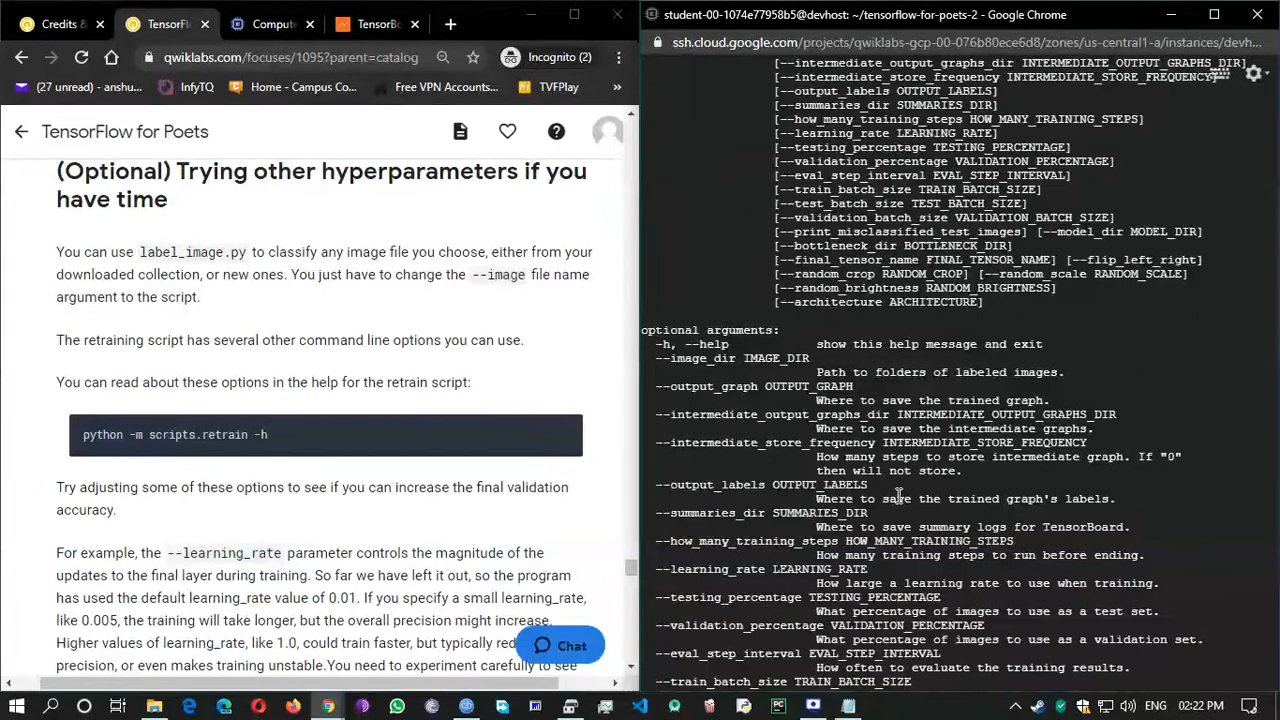 Credits &
TensorFlow
Compute
TensorBo
qwiklabs.com/focuses/1095?parent=catalog
Incognito (2)
(27 unread) - anshu...
InfyTQ
Home - Campus Co...
Free VPN Accounts...
TVFPlay
»
TensorFlow for Poets
(Optional) Trying other hyperparameters if you
have time
You can use label_image.py to classify any image file you choose, either from your
downloaded collection, or new ones. You just have to change the --image file name
argument to the script.
The retraining script has several other command line options you can use.
You can read about these options in the help for the retrain script:
python -m scripts.retrain -h
Try adjusting some of these options to see if you can increase the final validation
accuracy.
For example, the --learning_rate parameter controls the magnitude of the
updates to the final layer during training. So far we have left it out, so the program
has used the default learning_rate value of 0.01. If you specify a small learning_rate,
like 0.005, the training will take longer, but the overall precision might increase.
Higher values of learning_rate, like 1.0, could train faster, but typically
precision, or even makes training unstable.You need to experiment carefully to see
Chat
student-00-1074e77958b5@devhost: ~/tensorflow-for-poets-2 - Google Chrome
ssh.cloud.google.com/projects/qwiklabs-gcp-00-076b80ece6d8/zones/us-central1-a/instances/devh...
[--intermediate_output_graphs_dir INTERMEDIATE_OUTPUT_GRAPHS_DIR]
[--intermediate_store_frequency INTERMEDIATE_STORE_FREQUENCY]
[--output_labels OUTPUT_LABELS]
[--summaries_dir SUMMARIES_DIR]
[--how_many_training_steps HOW_MANY_TRAINING_STEPS]
[--learning_rate LEARNING_RATE]
[--testing_percentage TESTING_PERCENTAGE]
[--validation_percentage VALIDATION_PERCENTAGE]
[--eval_step_interval EVAL_STEP_INTERVAL]
[--train_batch_size TRAIN_BATCH_SIZE]
[--test_batch_size TEST_BATCH_SIZE]
[--validation_batch_size VALIDATION_BATCH_SIZE]
[--print_misclassified_test_images] [--model_dir MODEL_DIR]
[--bottleneck_dir BOTTLENECK_DIR]
[--final_tensor_name FINAL_TENSOR_NAME] [--flip_left_right]
[--random_crop RANDOM_CROP] [--random_scale RANDOM_SCALE]
[--random_brightness RANDOM_BRIGHTNESS]
[--architecture ARCHITECTURE]
optional arguments:
-h, --help show this help message and exit
--image_dir IMAGE_DIR
Path to folders of labeled images.
--output_graph OUTPUT_GRAPH
Where to save the trained graph.
--intermediate_output_graphs_dir INTERMEDIATE_OUTPUT_GRAPHS_DIR
Where to save the intermediate graphs.
--intermediate_store_frequency INTERMEDIATE_STORE_FREQUENCY
How many steps to store intermediate graph. If "0"
then will not store.
--output_labels OUTPUT_LABELS
Where to save the trained graph's labels.
--summaries_dir SUMMARIES_DIR
Where to save summary logs for TensorBoard.
--how_many_training_steps HOW_MANY_TRAINING_STEPS
How many training steps to run before ending.
--learning_rate LEARNING_RATE
How large a learning rate to use when training.
--testing_percentage TESTING_PERCENTAGE
What percentage of images to use as a test set.
--validation_percentage VALIDATION_PERCENTAGE
What percentage of images to use as a validation set.
--eval_step_interval EVAL_STEP_INTERVAL
How often to evaluate the training results.
--train_batch_size TRAIN_BATCH_SIZE
ENG
02:22 PM